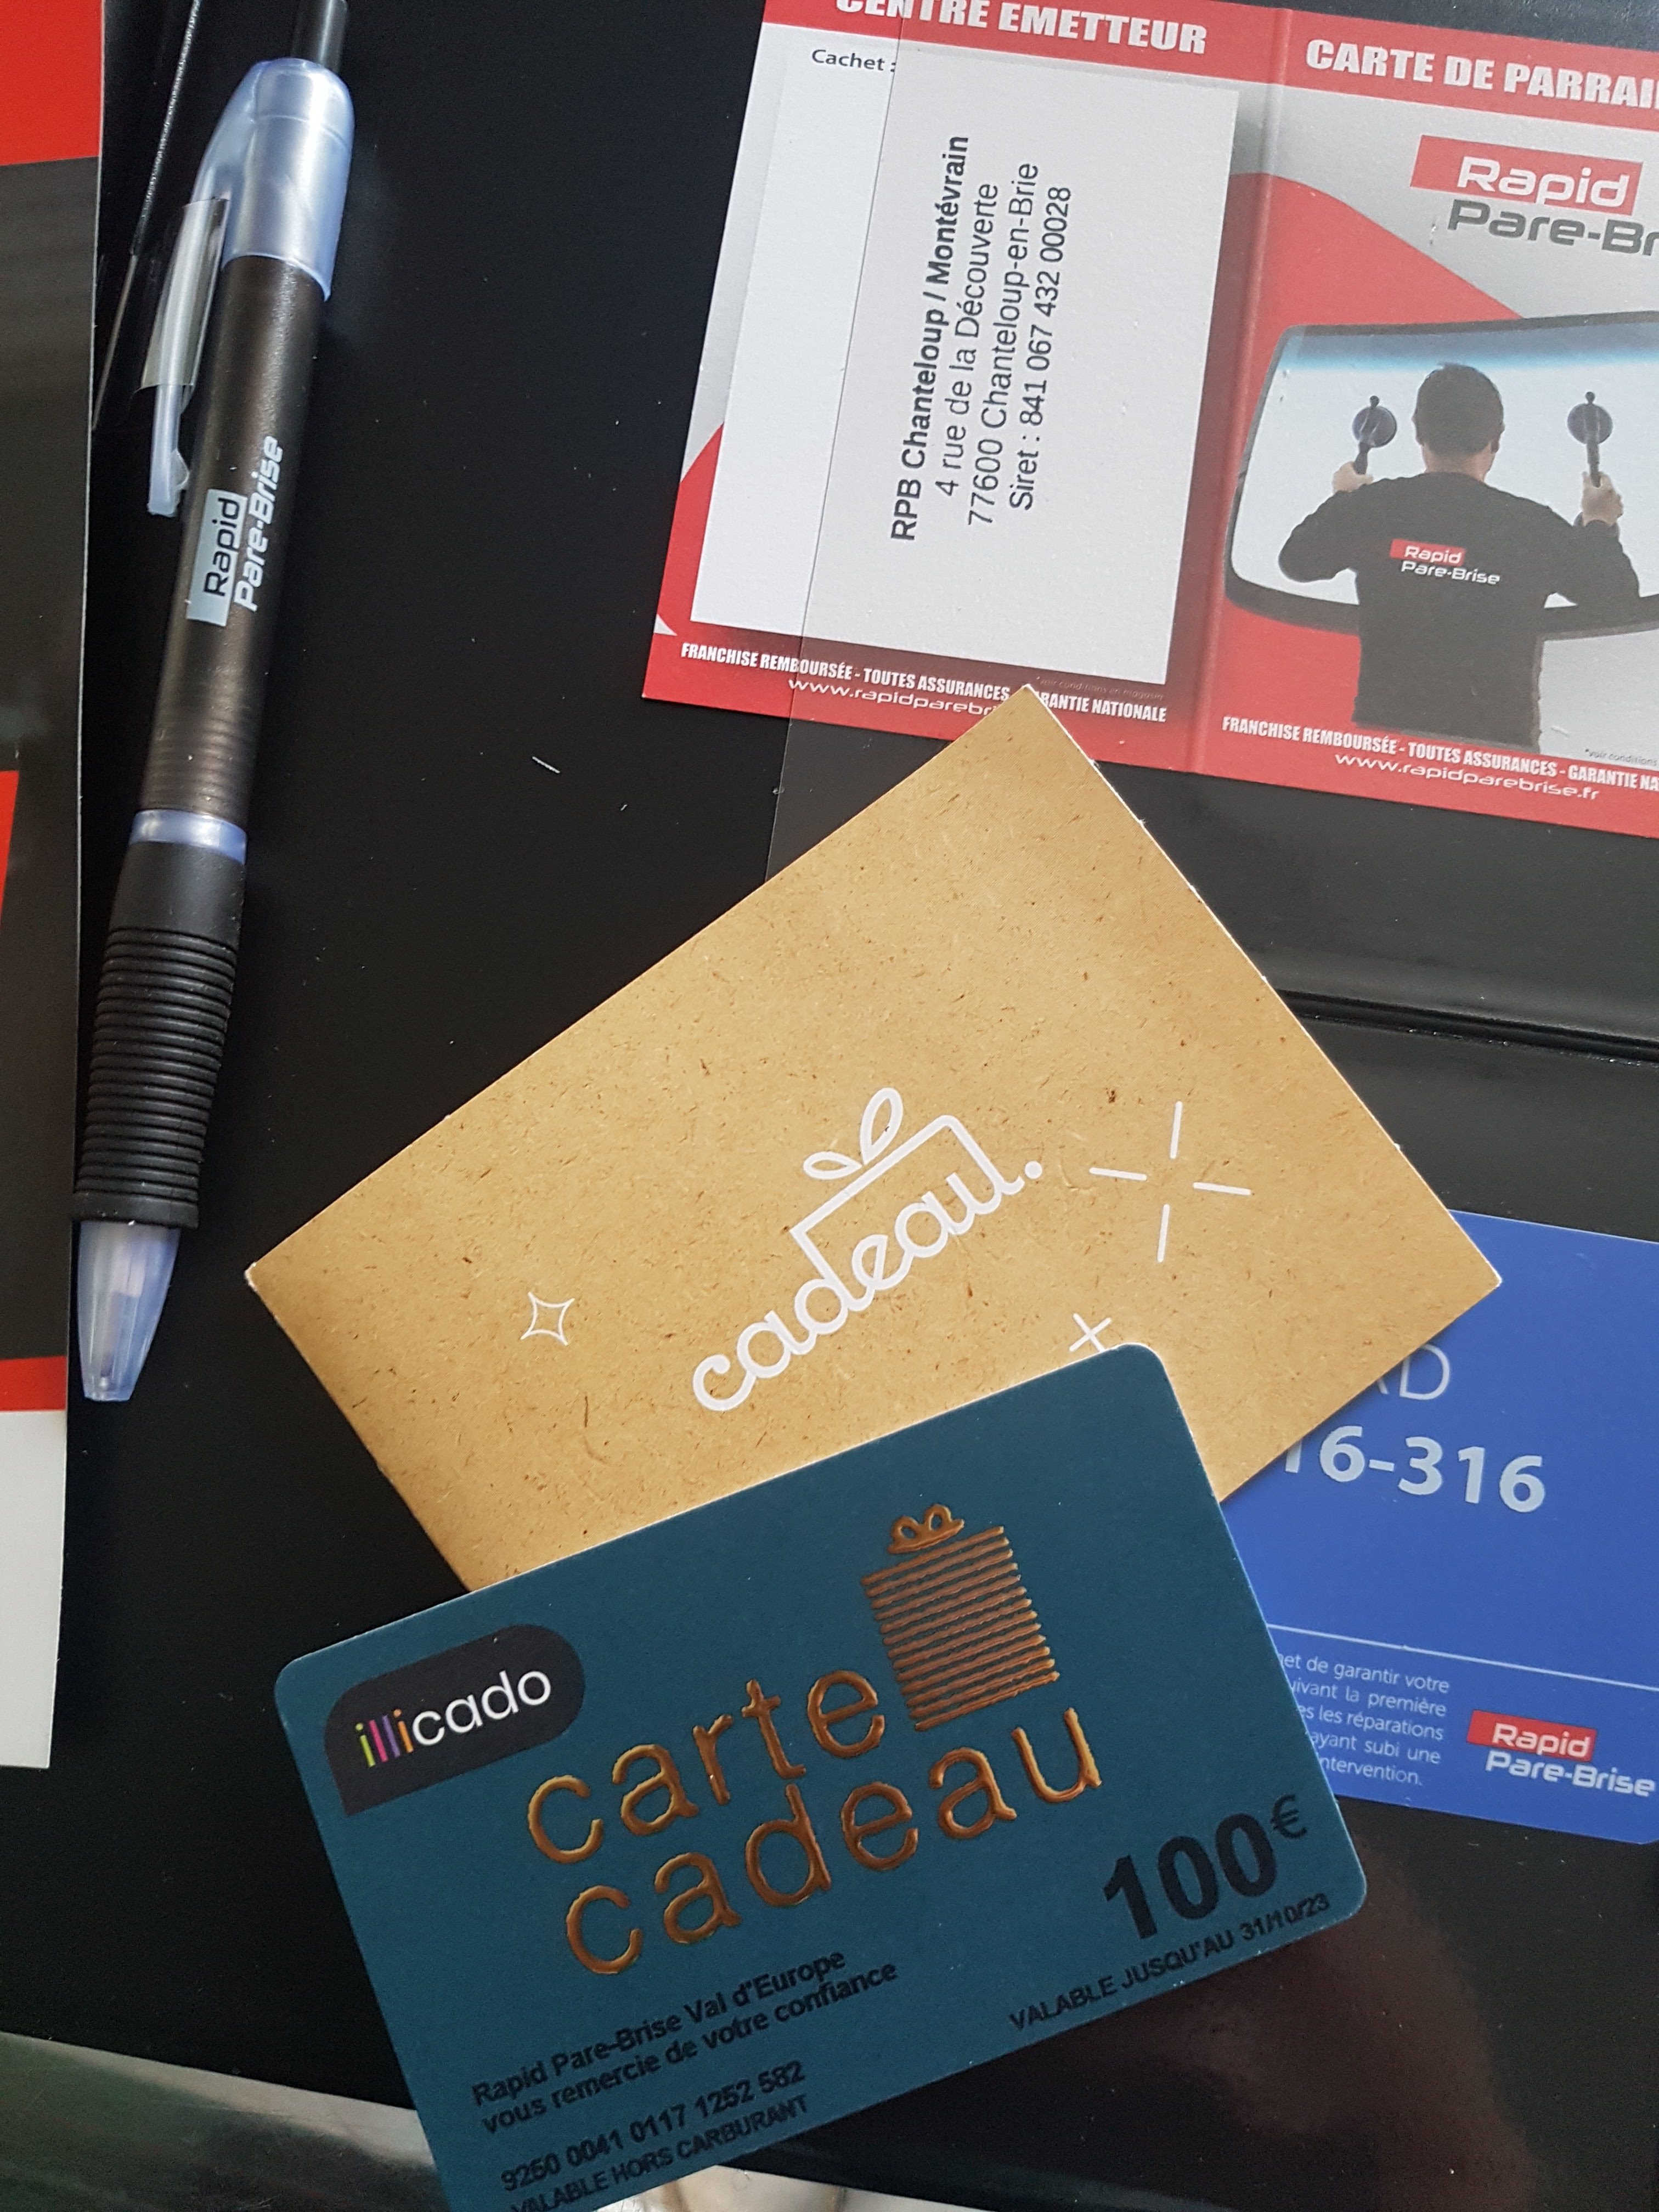 CENTRE EMETTEUR
Cachet :
RPB Chanteloup / Montévrain
4 rue de la Découverte
77600 Chanteloup-en-Brie
Siret : 841 067 432 00028
FRANCHISE REMBOURSÉE - TOUTES ASSURANCES - GARANTIE NATIONALE
www.rapidparebr
CARTE DE PARRAI
Rapid
Pare-Br
Rapid
Pare-Brise
*voir conditions
FRANCHISE REMBOURSÉE - TOUTES ASSURANCES - GARANTIE NA
www.rapidparebrise.fr
Rapid
Pare-Brise
cadeau.
AD
16-316
et de garantir votre
uivant la première
es les réparations
ayant subi une
intervention.
Rapid
Pare-Brise
illicado
carte
cadeau
100€
VALABLE JUSQU'AU 31/10/23
Rapid Pare-Brise Val d'Europe
vous remercie de votre confiance
9250 0041 0117 1252 582
VALABLE HORS CARBURANT